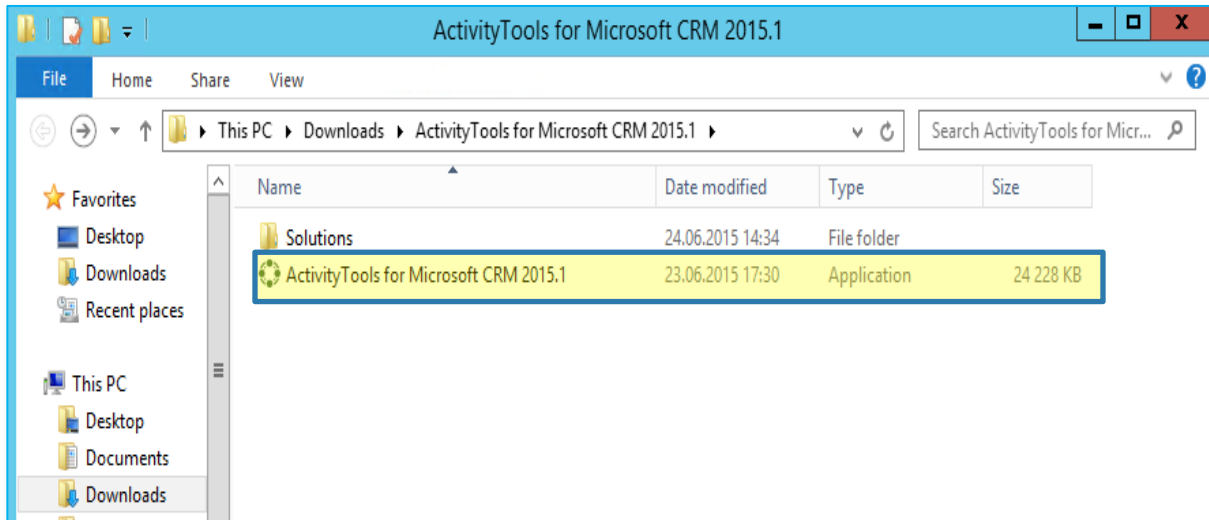 ActivityTools for Microsoft CRM 2015.1
File Home Share View
This PC Downloads ActivityTools for Microsoft CRM 2015.1 Search ActivityTools for Micr...
Name Date modified Type Size
Favorites
Solutions 24.06.2015 14:34 File folder
Desktop
ActivityTools for Microsoft CRM 2015.1 23.06.2015 17:30 Application 24 228 KB
Downloads
Recent places
This PC
Desktop
Documents
Downloads